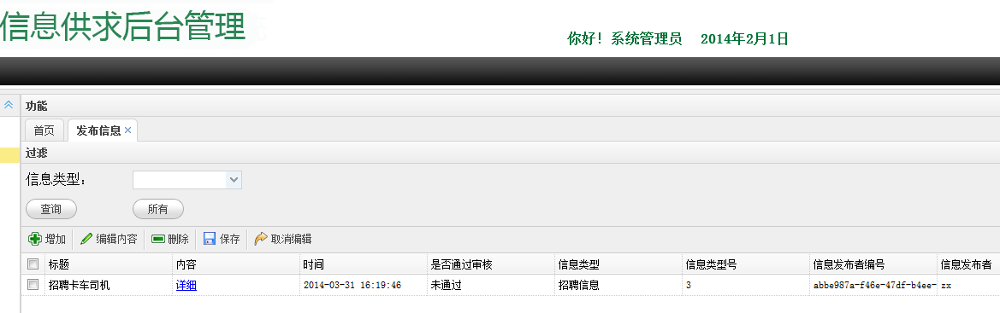 信息供求后台管理
你好！系统管理员 2014年2月1日
功能
首页 发布信息
过滤
信息类型：
查询 所有
增加 编辑内容 删除 保存 取消编辑
标题 内容 时间 是否通过审核 信息类型 信息类型号 信息发布者编号 信息发布者
招聘卡车司机 详细 2014-03-31 16:19:46 未通过 招聘信息 3 abbe987a-f46e-47df-b4ee- zx